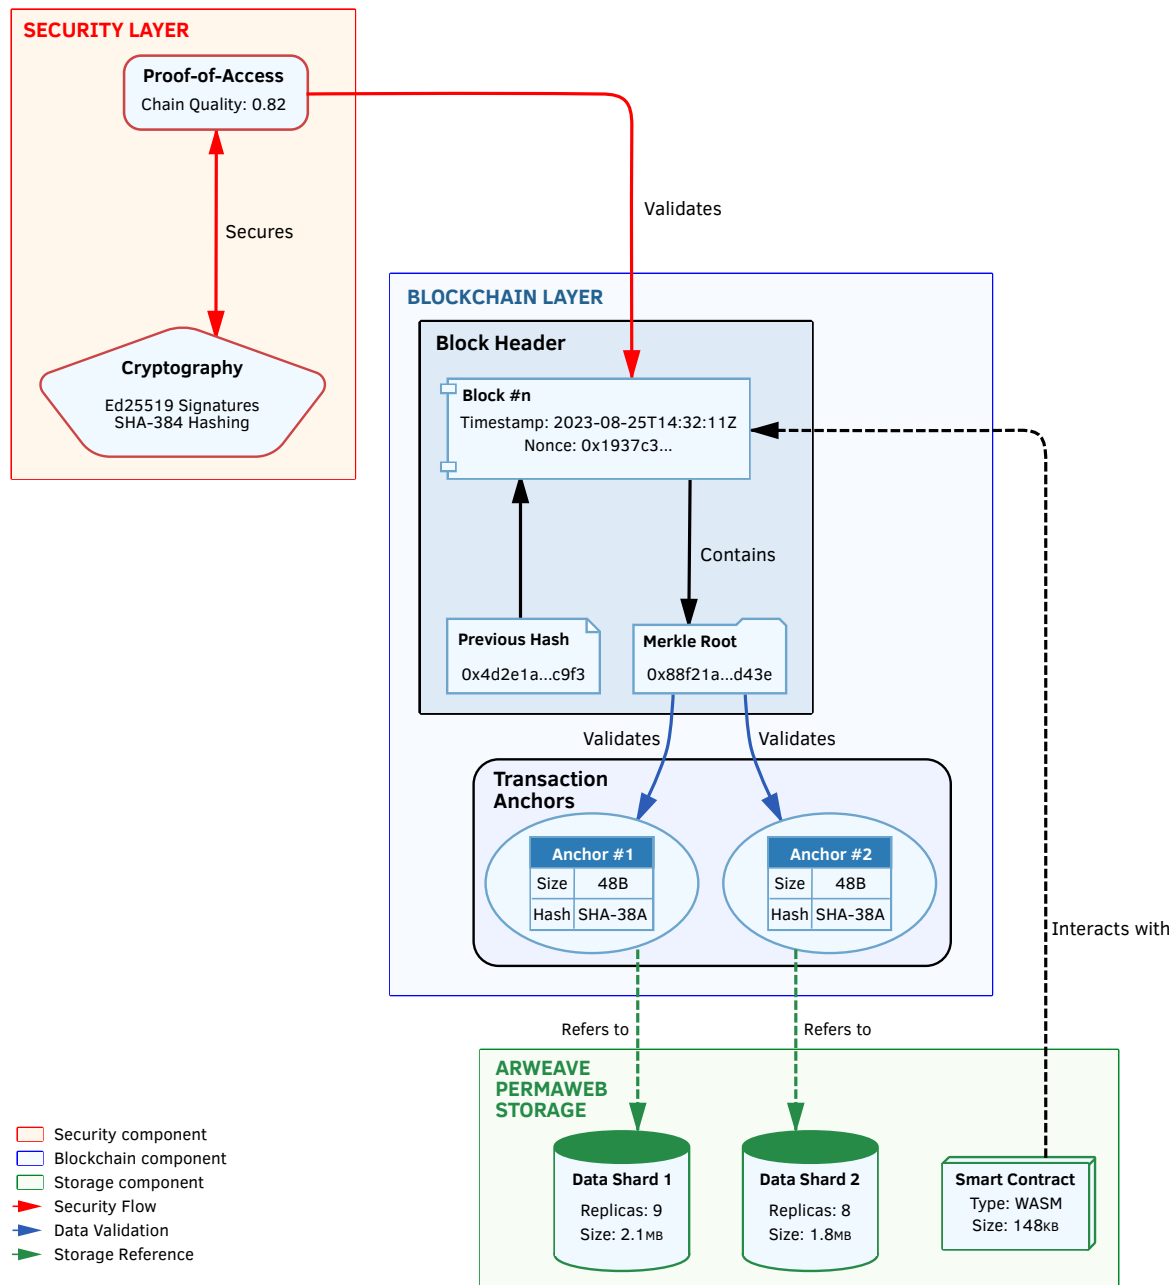 SECURITY LAYER
Proof-of-Access
Chain Quality: 0.82
Secures
Cryptography
Ed25519 Signatures
SHA-384 Hashing
Validates
BLOCKCHAIN LAYER
Block Header
Block #n
Timestamp: 2023-08-25T14:32:11Z
Nonce: 0x1937c3...
Contains
Previous Hash
0x4d2e1a...c9f3
Merkle Root
0x88f21a...d43e
Validates
Validates
Transaction
Anchors
Anchor #1
Size 48B
Hash SHA-38A
Anchor #2
Size 48B
Hash SHA-38A
Interacts with
Refers to
Refers to
ARWEAVE
PERMAWEB
STORAGE
Data Shard 1
Replicas: 9
Size: 2.1MB
Data Shard 2
Replicas: 8
Size: 1.8MB
Smart Contract
Type: WASM
Size: 148KB
Security component
Blockchain component
Storage component
Security Flow
Data Validation
Storage Reference